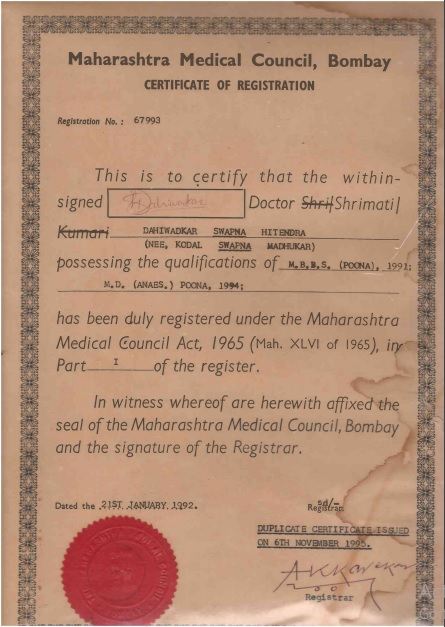 Maharashtra Medical Council, Bombay
CERTIFICATE OF REGISTRATION
Registration No. : 67993
This is to certify that the within-
signed Doctor Shri/Shrimati/
Kumari DAHIWADKAR SWAPNA HITENDRA
(NEE, KODAL SWAPNA MADHUKAR)
possessing the qualifications of M.B.B.S. (POONA), 1991;
M.D. (ANAES.) POONA, 1994;
has been duly registered under the Maharashtra
Medical Council Act, 1965 (Mah. XLVI of 1965), in
Part I of the register.
In witness whereof are herewith affixed the
seal of the Maharashtra Medical Council, Bombay
and the signature of the Registrar.
Dated the 21ST JANUARY, 1992.
Sd/-
Registrar
DUPLICATE CERTIFICATE ISSUED
ON 6TH NOVEMBER 1995.
Registrar